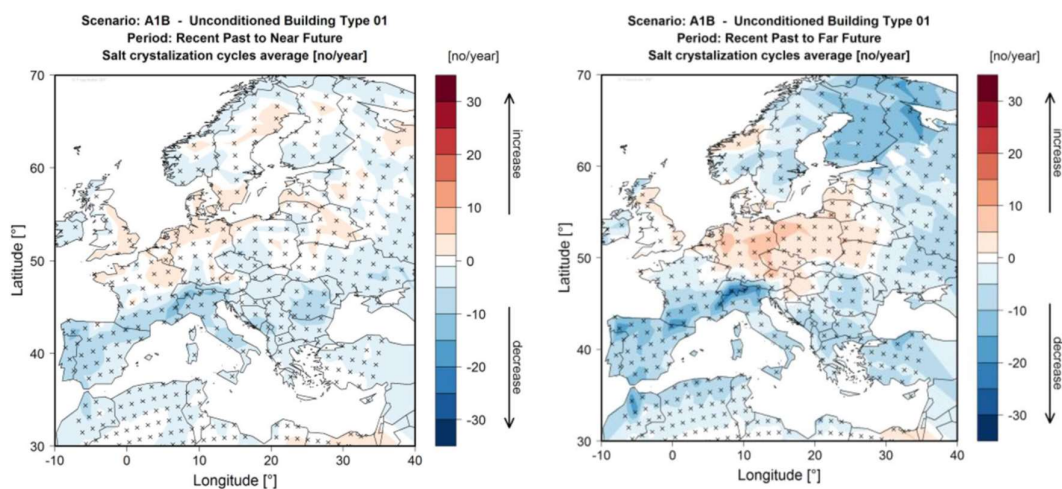 Scenario: A1B - Unconditioned Building Type 01
Period: Recent Past to Near Future
Salt crystalization cycles average [no/year]
[no/year]
70
60
50
40
30
Latitude [°]
-10
0
10
20
30
40
Longitude [°]
30
20
10
0
-10
-20
-30
increase
decrease
Scenario: A1B - Unconditioned Building Type 01
Period: Recent Past to Far Future
Salt crystalization cycles average [no/year]
[no/year]
70
60
50
40
30
Latitude [°]
-10
0
10
20
30
40
Longitude [°]
30
20
10
0
-10
-20
-30
increase
decrease